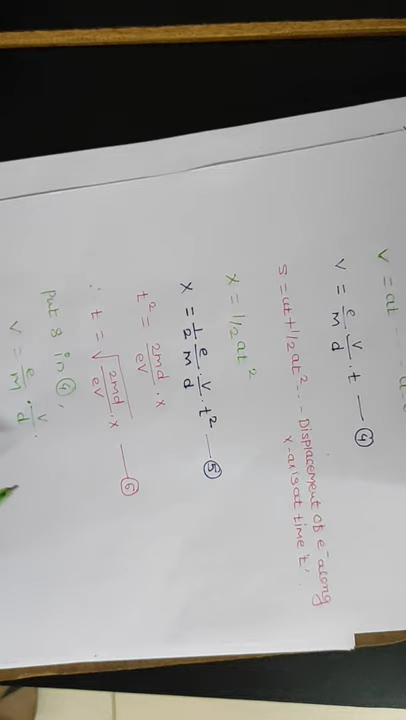 V = at
V = e/m · V/d · t — ④
S = ut + 1/2 at² - - - Displacement of e⁻ along
x-axis at time 't'.
x = 1/2 at²
x = 1/2 e/m · V/d · t² — ⑤
t² = 2md/eV · x
∴ t = √(2md/eV · x) — ⑥
Put 8 in ④,
V = e/m · V/d ·